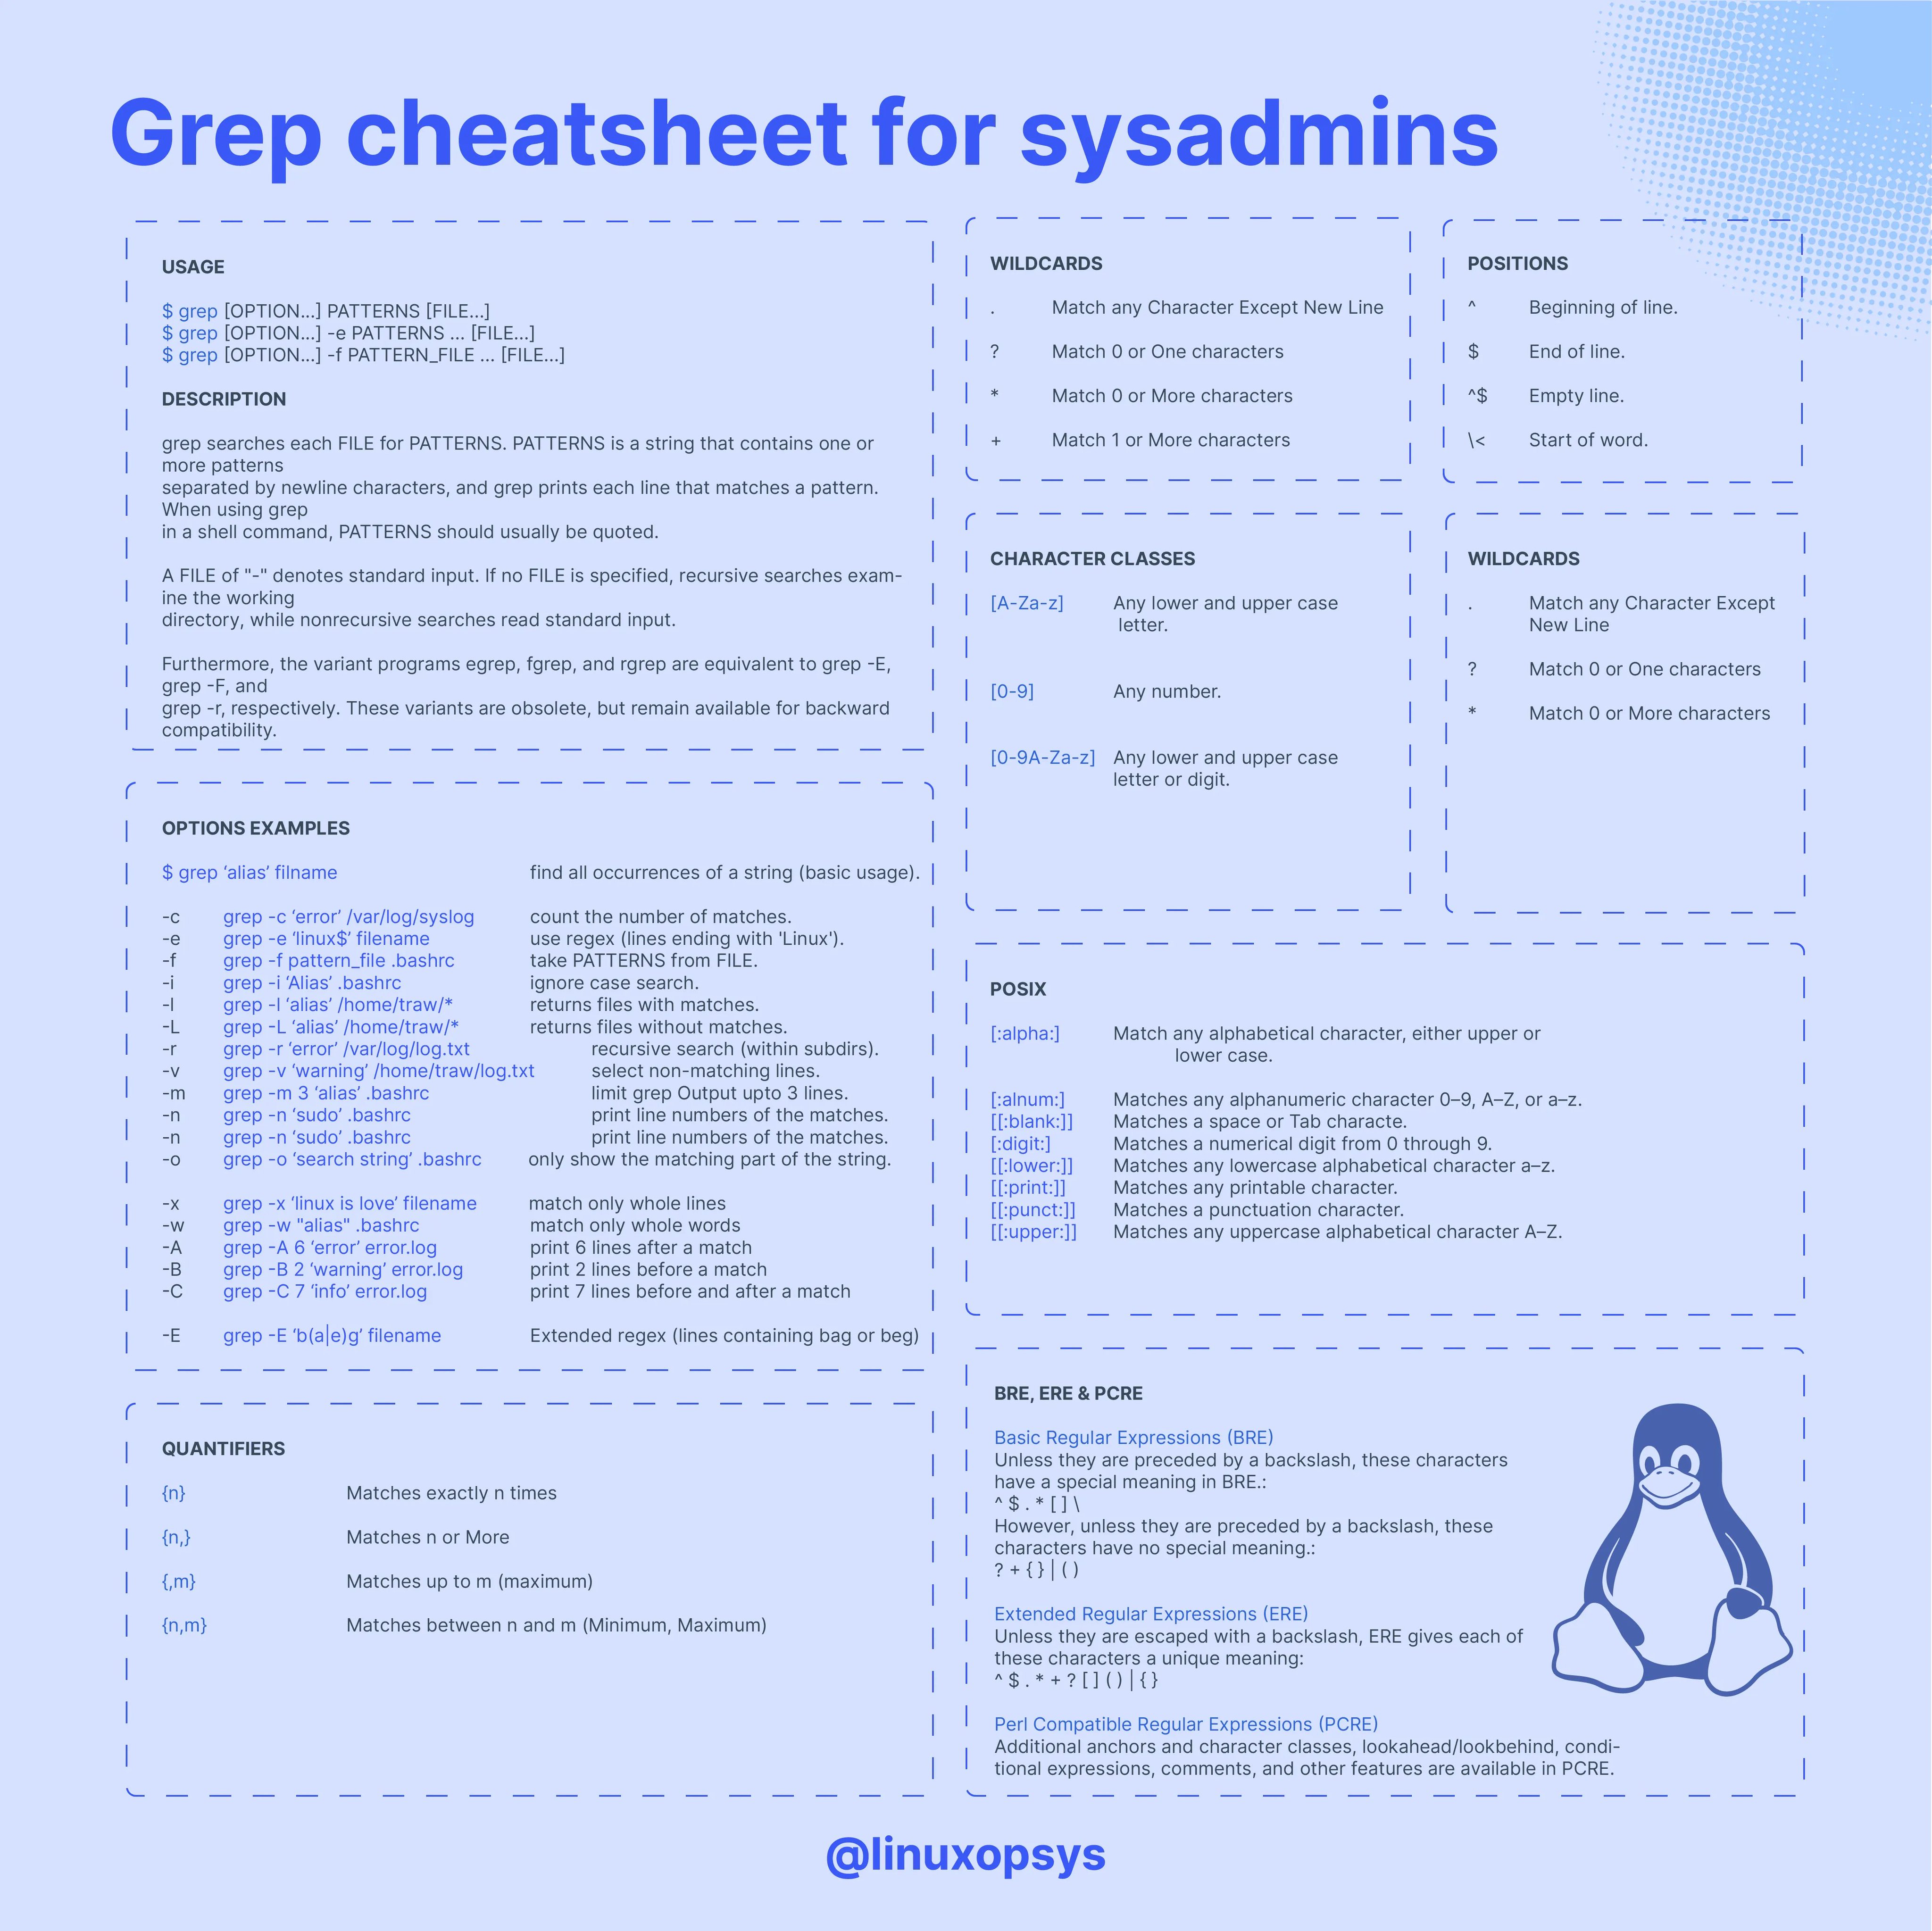 Grep cheatsheet for sysadmins
USAGE
$ grep [OPTION...] PATTERNS [FILE...]
$ grep [OPTION...] -e PATTERNS ... [FILE...]
$ grep [OPTION...] -f PATTERN_FILE ... [FILE...]
DESCRIPTION
grep searches each FILE for PATTERNS. PATTERNS is a string that contains one or
more patterns
separated by newline characters, and grep prints each line that matches a pattern.
When using grep
in a shell command, PATTERNS should usually be quoted.
A FILE of "-" denotes standard input. If no FILE is specified, recursive searches exam-
ine the working
directory, while nonrecursive searches read standard input.
Furthermore, the variant programs egrep, fgrep, and rgrep are equivalent to grep -E,
grep -F, and
grep -r, respectively. These variants are obsolete, but remain available for backward
compatibility.
OPTIONS EXAMPLES
$ grep ‘alias’ filname find all occurrences of a string (basic usage).
-c grep -c ‘error’ /var/log/syslog count the number of matches.
-e grep -e ‘linux$’ filename use regex (lines ending with 'Linux').
-f grep -f pattern_file .bashrc take PATTERNS from FILE.
-i grep -i ‘Alias’ .bashrc ignore case search.
-l grep -l ‘alias’ /home/traw/* returns files with matches.
-L grep -L ‘alias’ /home/traw/* returns files without matches.
-r grep -r ‘error’ /var/log/log.txt recursive search (within subdirs).
-v grep -v ‘warning’ /home/traw/log.txt select non-matching lines.
-m grep -m 3 ‘alias’ .bashrc limit grep Output upto 3 lines.
-n grep -n ‘sudo’ .bashrc print line numbers of the matches.
-n grep -n ‘sudo’ .bashrc print line numbers of the matches.
-o grep -o ‘search string’ .bashrc only show the matching part of the string.
-x grep -x ‘linux is love’ filename match only whole lines
-w grep -w "alias" .bashrc match only whole words
-A grep -A 6 ‘error’ error.log print 6 lines after a match
-B grep -B 2 ‘warning’ error.log print 2 lines before a match
-C grep -C 7 ‘info’ error.log print 7 lines before and after a match
-E grep -E ‘b(a|e)g’ filename Extended regex (lines containing bag or beg)
QUANTIFIERS
{n} Matches exactly n times
{n,} Matches n or More
{,m} Matches up to m (maximum)
{n,m} Matches between n and m (Minimum, Maximum)
WILDCARDS
. Match any Character Except New Line
? Match 0 or One characters
* Match 0 or More characters
+ Match 1 or More characters
POSITIONS
^ Beginning of line.
$ End of line.
^$ Empty line.
\< Start of word.
CHARACTER CLASSES
[A-Za-z] Any lower and upper case
letter.
[0-9] Any number.
[0-9A-Za-z] Any lower and upper case
letter or digit.
WILDCARDS
. Match any Character Except
New Line
? Match 0 or One characters
* Match 0 or More characters
POSIX
[:alpha:] Match any alphabetical character, either upper or
lower case.
[:alnum:] Matches any alphanumeric character 0–9, A–Z, or a–z.
[[:blank:]] Matches a space or Tab characte.
[:digit:] Matches a numerical digit from 0 through 9.
[[:lower:]] Matches any lowercase alphabetical character a–z.
[[:print:]] Matches any printable character.
[[:punct:]] Matches a punctuation character.
[[:upper:]] Matches any uppercase alphabetical character A–Z.
BRE, ERE & PCRE
Basic Regular Expressions (BRE)
Unless they are preceded by a backslash, these characters
have a special meaning in BRE.:
^ $ . * [ ] \
However, unless they are preceded by a backslash, these
characters have no special meaning.:
? + { } | ( )
Extended Regular Expressions (ERE)
Unless they are escaped with a backslash, ERE gives each of
these characters a unique meaning:
^ $ . * + ? [ ] ( ) | { }
Perl Compatible Regular Expressions (PCRE)
Additional anchors and character classes, lookahead/lookbehind, condi-
tional expressions, comments, and other features are available in PCRE.
@linuxopsys